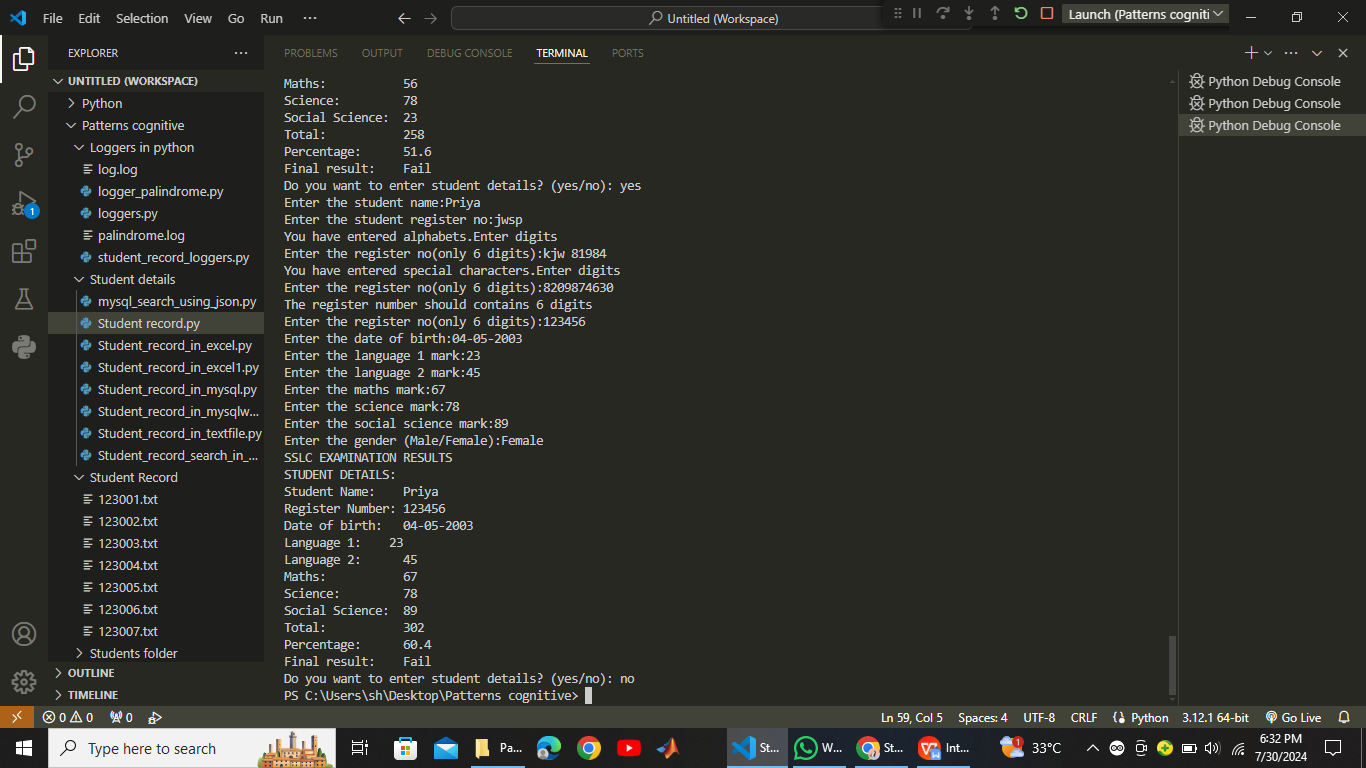 File Edit Selection View Go Run ··· Untitled (Workspace) Launch (Patterns cogniti
EXPLORER ···
UNTITLED (WORKSPACE)
Python
Patterns cognitive
Loggers in python
log.log
logger_palindrome.py
loggers.py
palindrome.log
student_record_loggers.py
Student details
mysql_search_using_json.py
Student record.py
Student_record_in_excel.py
Student_record_in_excel1.py
Student_record_in_mysql.py
Student_record_in_mysqlw...
Student_record_in_textfile.py
Student_record_search_in_...
Student Record
123001.txt
123002.txt
123003.txt
123004.txt
123005.txt
123006.txt
123007.txt
Students folder
OUTLINE
TIMELINE
1
PROBLEMS OUTPUT DEBUG CONSOLE TERMINAL PORTS
Maths: 56
Science: 78
Social Science: 23
Total: 258
Percentage: 51.6
Final result: Fail
Do you want to enter student details? (yes/no): yes
Enter the student name:Priya
Enter the student register no:jwsp
You have entered alphabets.Enter digits
Enter the register no(only 6 digits):kjw 81984
You have entered special characters.Enter digits
Enter the register no(only 6 digits):8209874630
The register number should contains 6 digits
Enter the register no(only 6 digits):123456
Enter the date of birth:04-05-2003
Enter the language 1 mark:23
Enter the language 2 mark:45
Enter the maths mark:67
Enter the science mark:78
Enter the social science mark:89
Enter the gender (Male/Female):Female
SSLC EXAMINATION RESULTS
STUDENT DETAILS:
Student Name: Priya
Register Number: 123456
Date of birth: 04-05-2003
Language 1: 23
Language 2: 45
Maths: 67
Science: 78
Social Science: 89
Total: 302
Percentage: 60.4
Final result: Fail
Do you want to enter student details? (yes/no): no
PS C:\Users\sh\Desktop\Patterns cognitive>
Python Debug Console
Python Debug Console
Python Debug Console
0 0 0 Ln 59, Col 5 Spaces: 4 UTF-8 CRLF Python 3.12.1 64-bit Go Live
Type here to search Pa... St... W... St... Int... 1 33°C 6:32 PM
7/30/2024